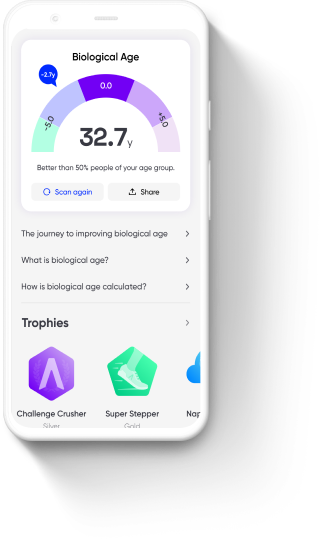 Biological Age
-2.7y
0.0
-5.0
+5.0
32.7y
Better than 50% people of your age group.
Scan again
Share
The journey to improving biological age
What is biological age?
How is biological age calculated?
Trophies
Challenge Crusher
Super Stepper
Nap
Silver
Gold